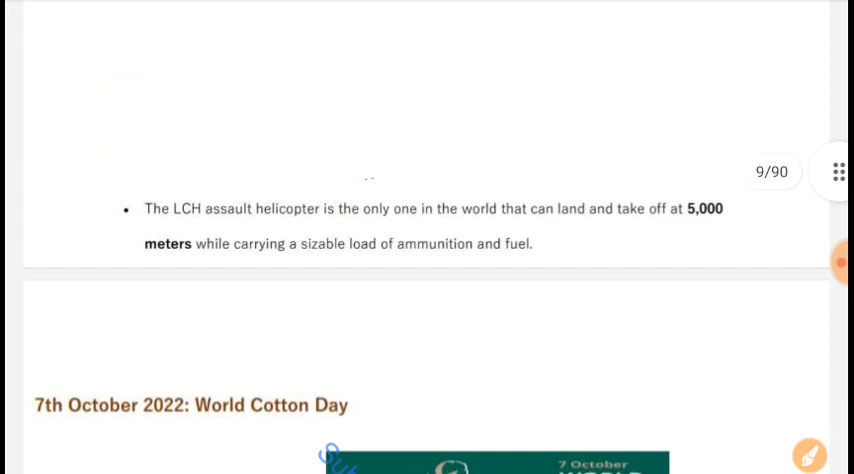 9/90
• The LCH assault helicopter is the only one in the world that can land and take off at 5,000
meters while carrying a sizable load of ammunition and fuel.
7th October 2022: World Cotton Day
7 October